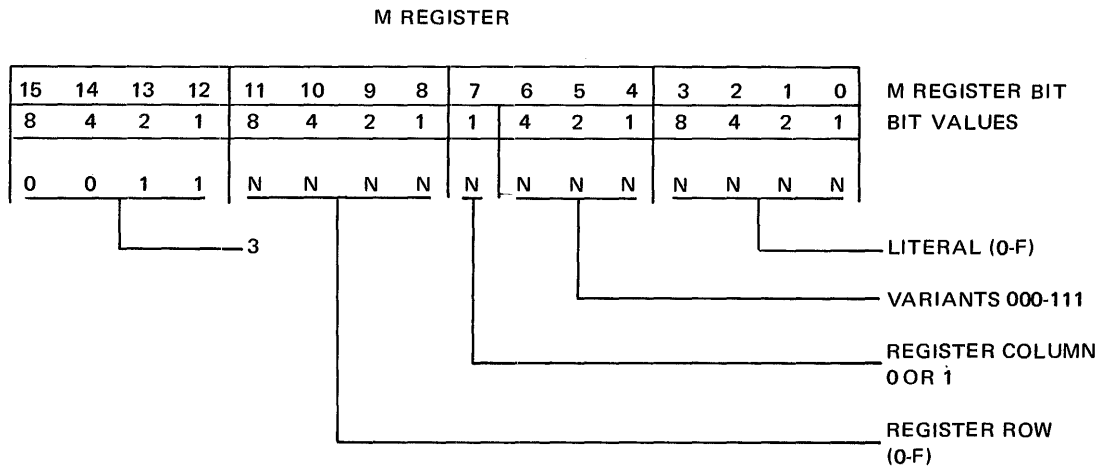 M REGISTER
15 14 13 12 11 10 9 8 7 6 5 4 3 2 1 0 M REGISTER BIT
8 4 2 1 8 4 2 1 1 4 2 1 8 4 2 1 BIT VALUES
0 0 1 1 N N N N N N N N N N N N
3
LITERAL (0-F)
VARIANTS 000-111
REGISTER COLUMN
0 OR 1
REGISTER ROW
(0-F)